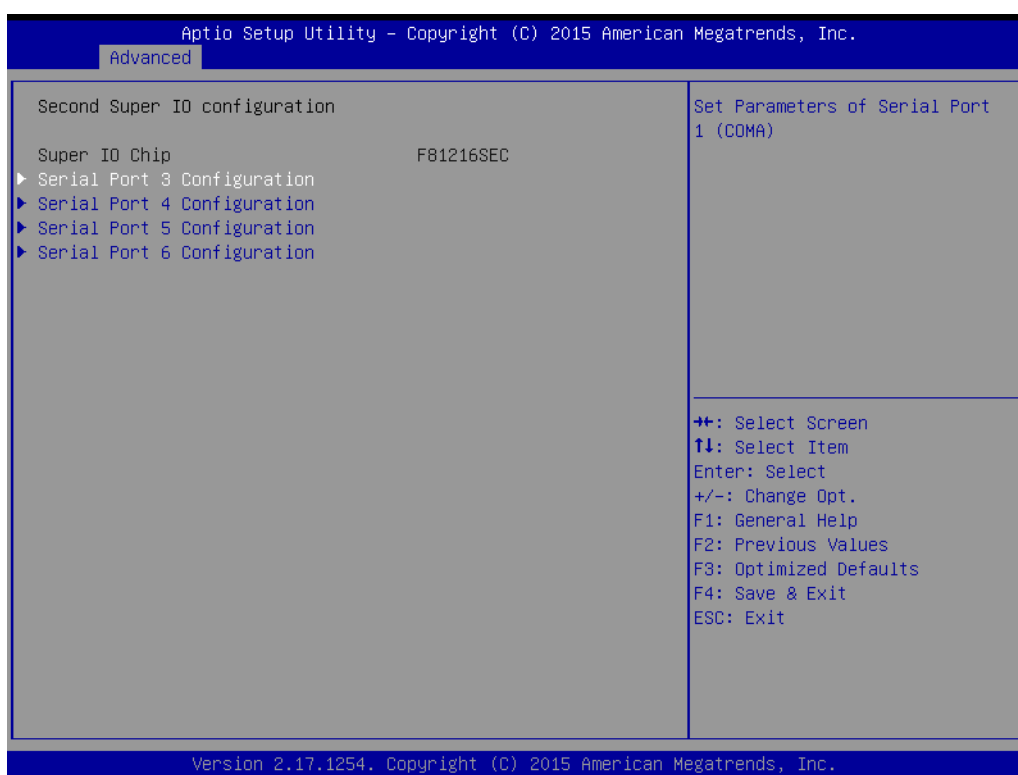 Aptio Setup Utility – Copyright (C) 2015 American Megatrends, Inc.
Advanced
Second Super IO configuration
Super IO Chip F81216SEC
Serial Port 3 Configuration
Serial Port 4 Configuration
Serial Port 5 Configuration
Serial Port 6 Configuration
Set Parameters of Serial Port
1 (COMA)
→←: Select Screen
↑↓: Select Item
Enter: Select
+/-: Change Opt.
F1: General Help
F2: Previous Values
F3: Optimized Defaults
F4: Save & Exit
ESC: Exit
Version 2.17.1254. Copyright (C) 2015 American Megatrends, Inc.